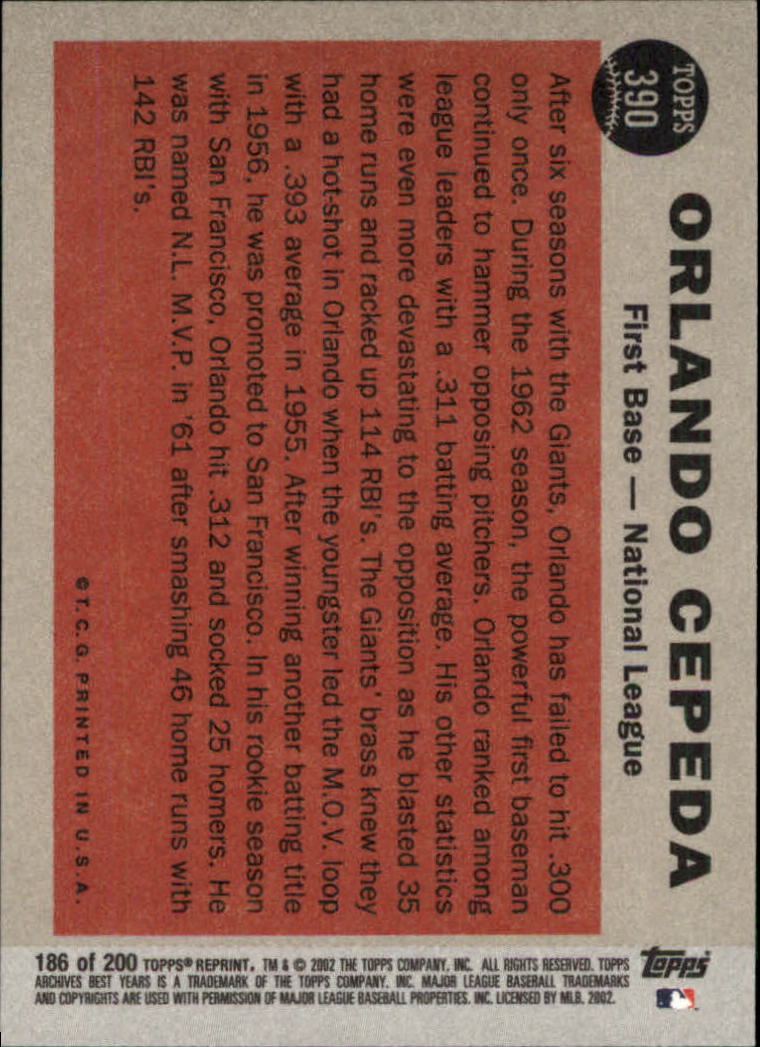 TOPPS
390
ORLANDO CEPEDA
First Base — National League
After six seasons with the Giants, Orlando has failed to hit .300
only once. During the 1962 season, the powerful first baseman
continued to hammer opposing pitchers. Orlando ranked among
league leaders with a .311 batting average. His other statistics
were even more devastating to the opposition as he blasted 35
home runs and racked up 114 RBI's. The Giants' brass knew they
had a hot-shot in Orlando when the youngster led the M.O.V. loop
with a .393 average in 1955. After winning another batting title
in 1956, he was promoted to San Francisco. In his rookie season
with San Francisco, Orlando hit .312 and socked 25 homers. He
was named N.L. M.V.P. in '61 after smashing 46 home runs with
142 RBI's.
© T. C. G. PRINTED IN U. S. A.
186 of 200 TOPPS® REPRINT. TM & © 2002 THE TOPPS COMPANY, INC. ALL RIGHTS RESERVED. TOPPS
ARCHIVES BEST YEARS IS A TRADEMARK OF THE TOPPS COMPANY, INC. MAJOR LEAGUE BASEBALL TRADEMARKS
AND COPYRIGHTS ARE USED WITH PERMISSION OF MAJOR LEAGUE BASEBALL PROPERTIES, INC. LICENSED BY MLB. 2002.
topps